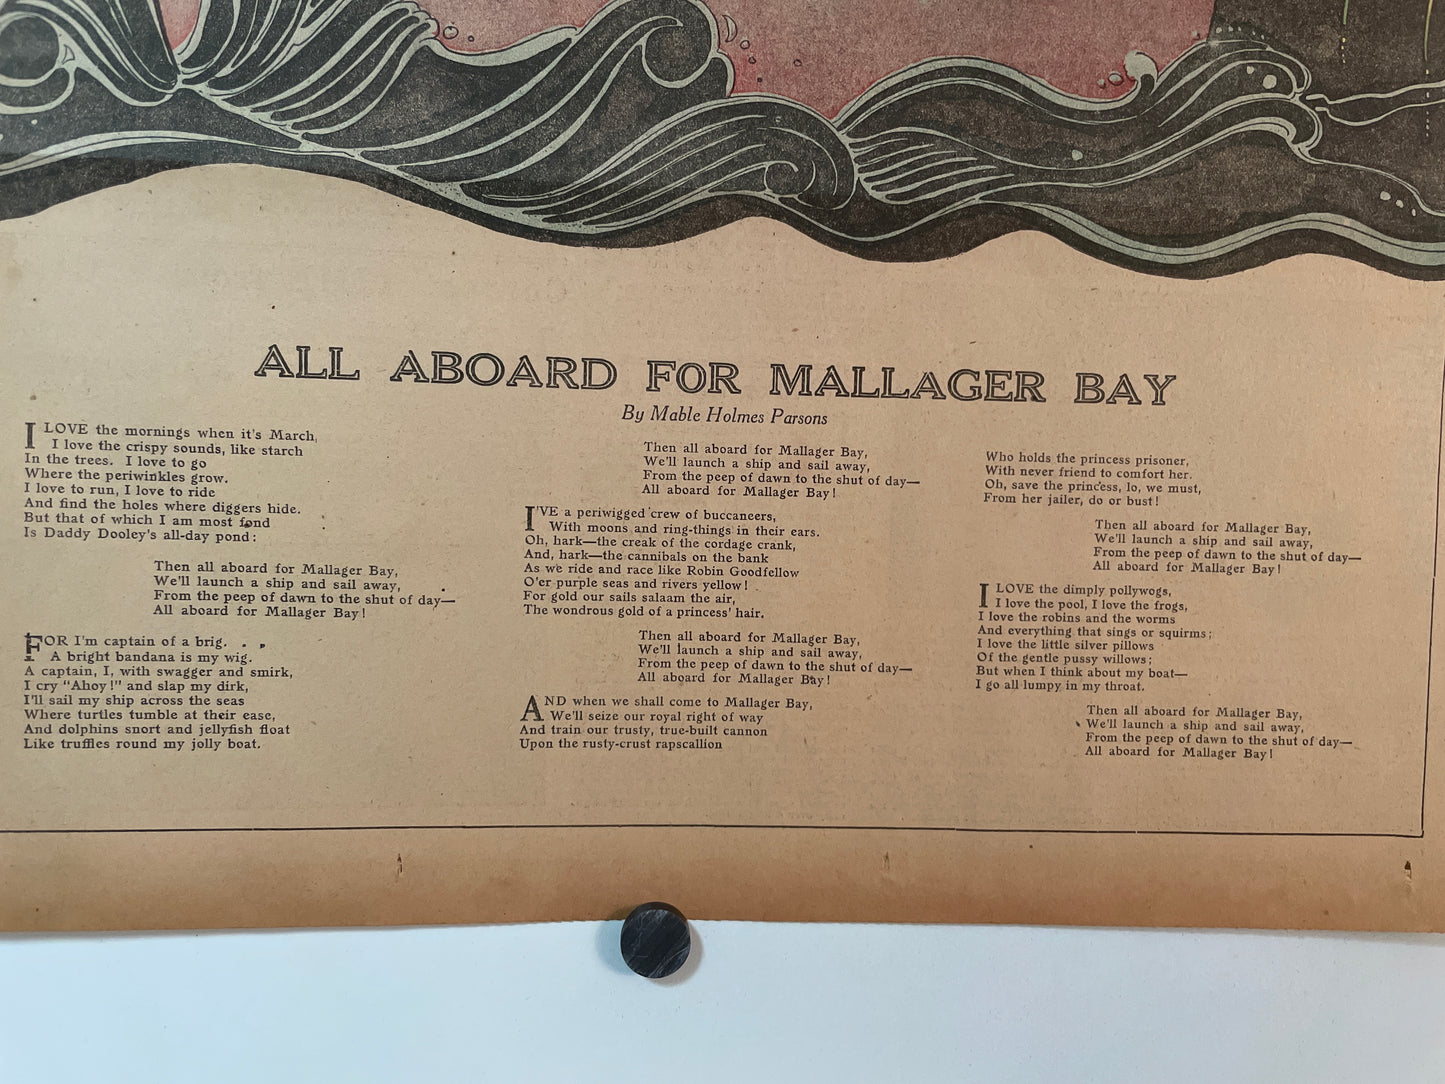 ALL ABOARD FOR MALLAGER BAY
By Mable Holmes Parsons
I LOVE the mornings when it's March,
I love the crispy sounds, like starch
In the trees. I love to go
Where the periwinkles grow.
I love to run, I love to ride
And find the holes where diggers hide.
But that of which I am most fond
Is Daddy Dooley's all-day pond:
Then all aboard for Mallager Bay,
We'll launch a ship and sail away,
From the peep of dawn to the shut of day—
All aboard for Mallager Bay!
FOR I'm captain of a brig.
A bright bandana is my wig.
A captain, I, with swagger and smirk,
I cry "Ahoy!" and slap my dirk,
I'll sail my ship across the seas
Where turtles tumble at their ease,
And dolphins snort and jellyfish float
Like truffles round my jolly boat.
Then all aboard for Mallager Bay,
We'll launch a ship and sail away,
From the peep of dawn to the shut of day—
All aboard for Mallager Bay!
I'VE a periwigged crew of buccaneers,
With moons and ring-things in their ears.
Oh, hark—the creak of the cordage crank,
And, hark—the cannibals on the bank
As we ride and race like Robin Goodfellow
O'er purple seas and rivers yellow!
For gold our sails salaam the air,
The wondrous gold of a princess' hair.
Then all aboard for Mallager Bay,
We'll launch a ship and sail away,
From the peep of dawn to the shut of day—
All aboard for Mallager Bay!
AND when we shall come to Mallager Bay,
We'll seize our royal right of way
And train our trusty, true-built cannon
Upon the rusty-crust rapscallion
Who holds the princess prisoner,
With never friend to comfort her.
Oh, save the princess, lo, we must,
From her jailer, do or bust!
Then all aboard for Mallager Bay,
We'll launch a ship and sail away,
From the peep of dawn to the shut of day—
All aboard for Mallager Bay!
I LOVE the dimply pollywogs,
I love the pool, I love the frogs,
I love the robins and the worms
And everything that sings or squirms;
I love the little silver pillows
Of the gentle pussy willows;
But when I think about my boat—
I go all lumpy in my throat.
Then all aboard for Mallager Bay,
We'll launch a ship and sail away,
From the peep of dawn to the shut of day—
All aboard for Mallager Bay!